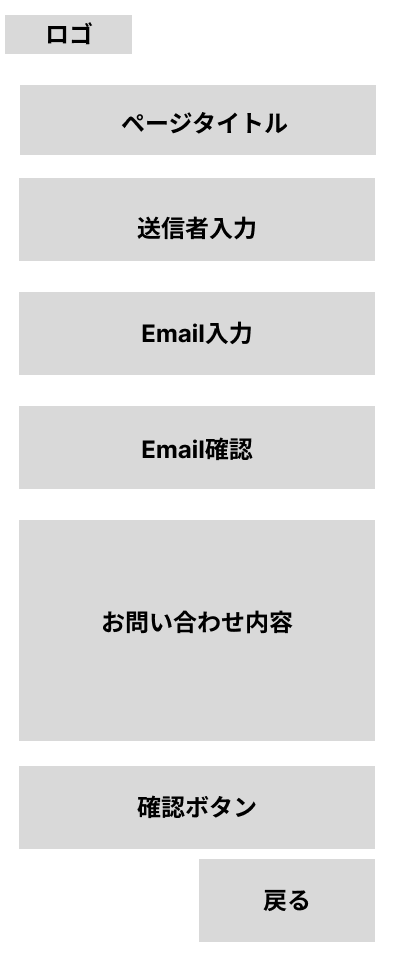 ロゴ
ページタイトル
送信者入力
Email入力
Email確認
お問い合わせ内容
確認ボタン
戻る